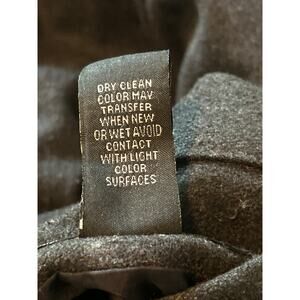 DRY CLEAN
COLOR MAY
TRANSFER
WHEN NEW
OR WET AVOID
CONTACT
WITH LIGHT
COLOR
SURFACES